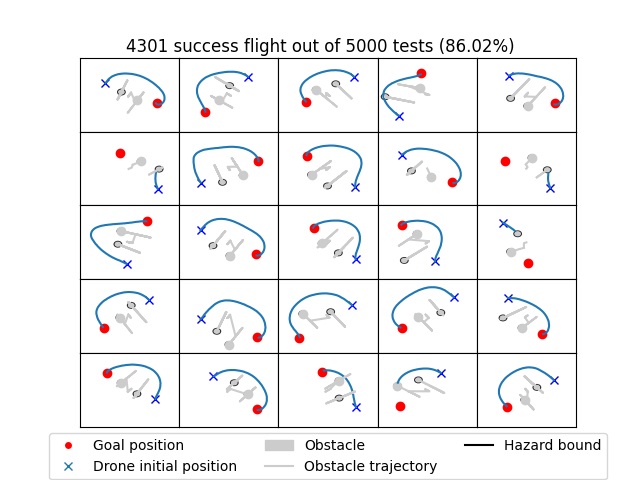 4301 success flight out of 5000 tests (86.02%)
Goal position
Obstacle
Hazard bound
Drone initial position
Obstacle trajectory